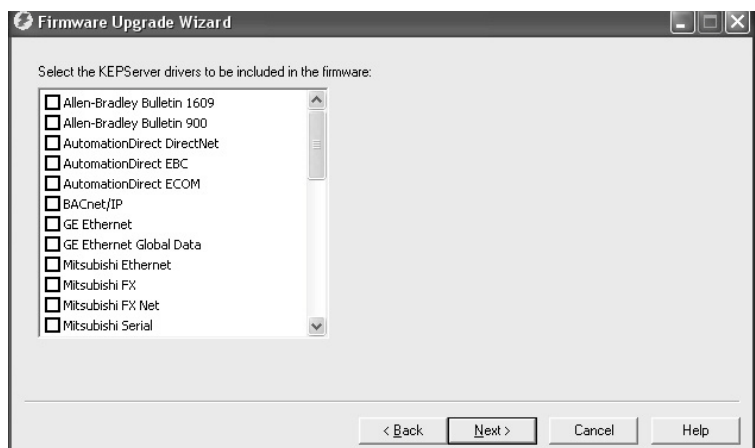 Firmware Upgrade Wizard
Select the KEPServer drivers to be included in the firmware:
Allen-Bradley Bulletin 1609
Allen-Bradley Bulletin 900
AutomationDirect DirectNet
AutomationDirect EBC
AutomationDirect ECOM
BACnet/IP
GE Ethernet
GE Ethernet Global Data
Mitsubishi Ethernet
Mitsubishi FX
Mitsubishi FX Net
Mitsubishi Serial
< Back Next > Cancel Help